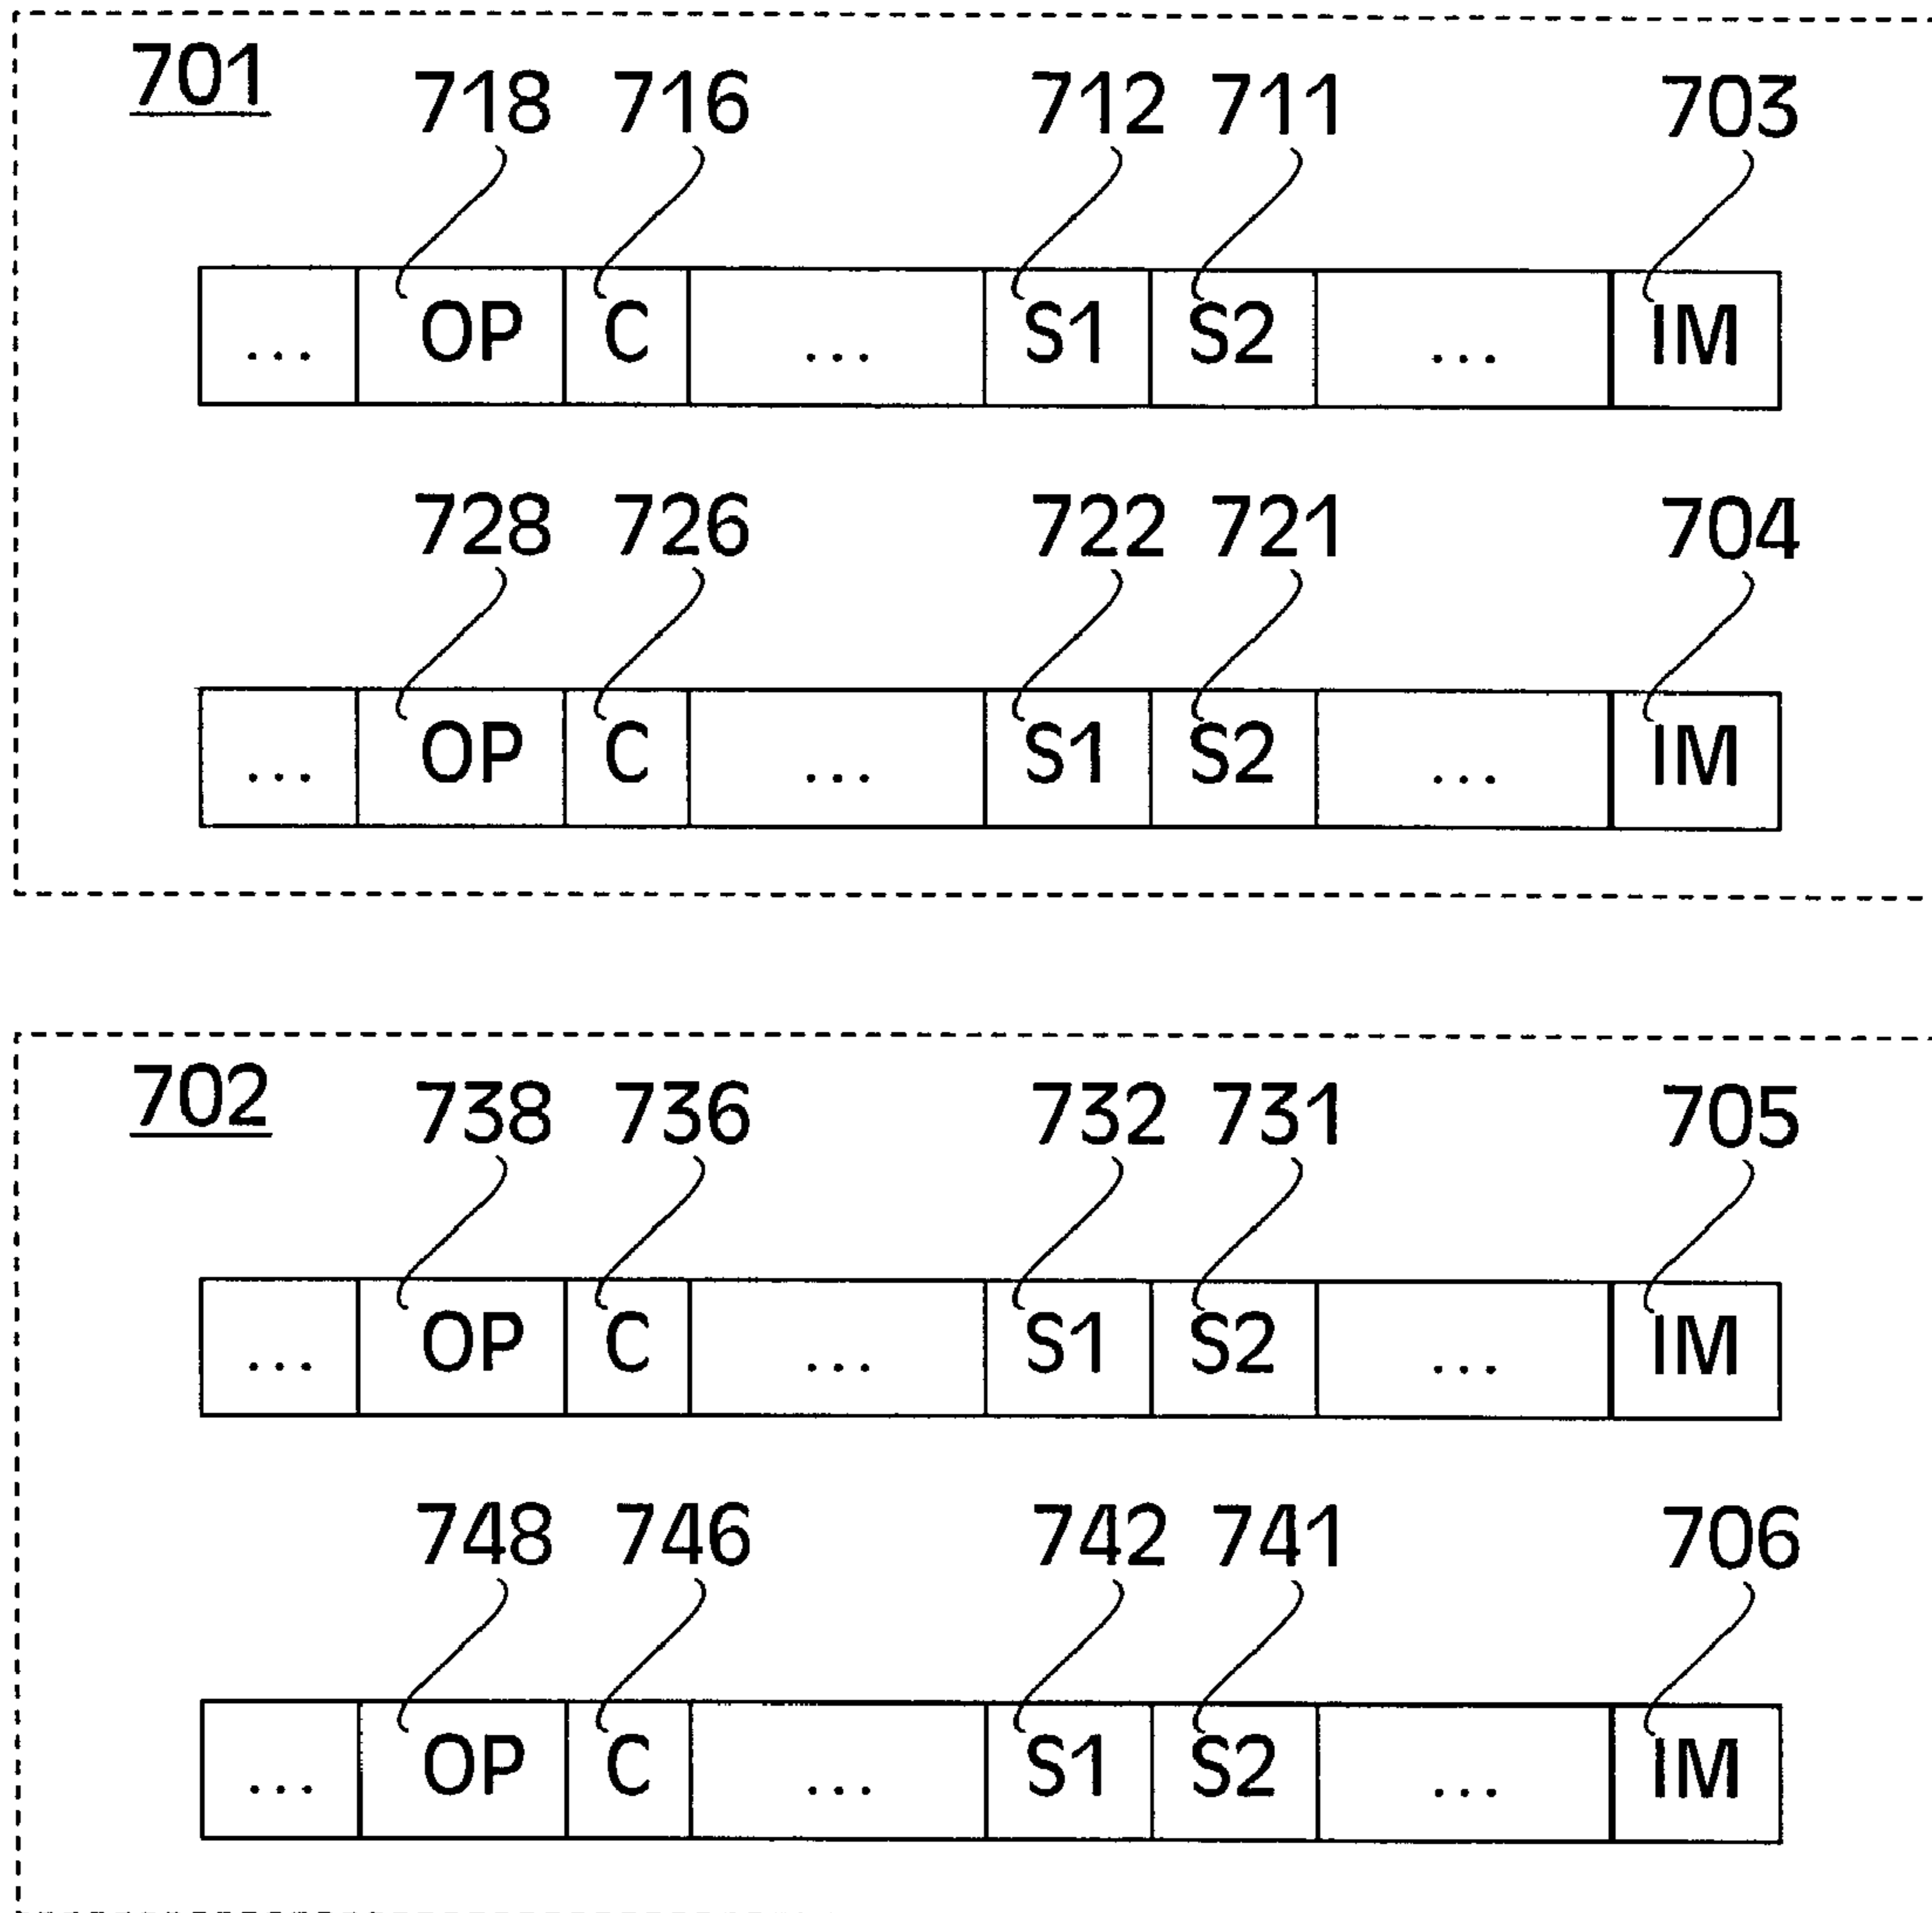 701 718 716 712 711 703
... OP C ... S1 S2 ... IM
728 726 722 721 704
... OP C ... S1 S2 ... IM
702 738 736 732 731 705
... OP C ... S1 S2 ... IM
748 746 742 741 706
... OP C ... S1 S2 ... IM